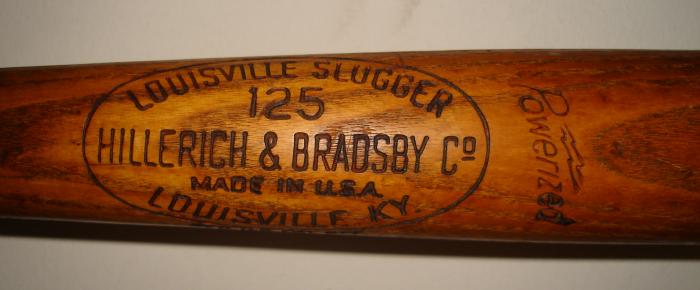 LOUISVILLE SLUGGER
125
HILLERICH & BRADSBY Cº
MADE IN U.S.A.
LOUISVILLE. KY.
Powerized